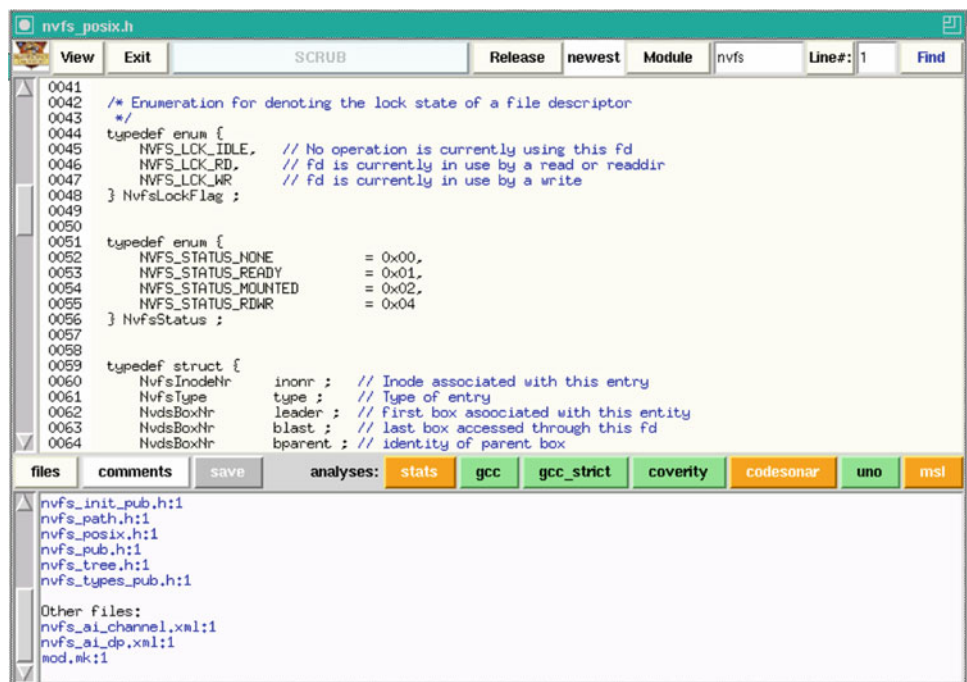 nvfs_posix.h
View Exit SCRUB Release newest Module nvfs Line#: 1 Find
0041
0042 /* Enumeration for denoting the lock state of a file descriptor
0043 */
0044 typedef enum {
0045 NVFS_LCK_IDLE, // No operation is currently using this fd
0046 NVFS_LCK_RD, // fd is currently in use by a read or readdir
0047 NVFS_LCK_WR // fd is currently in use by a write
0048 } NvfsLockFlag ;
0049
0050
0051 typedef enum {
0052 NVFS_STATUS_NONE = 0x00,
0053 NVFS_STATUS_READY = 0x01,
0054 NVFS_STATUS_MOUNTED = 0x02,
0055 NVFS_STATUS_RDWR = 0x04
0056 } NvfsStatus ;
0057
0058
0059 typedef struct {
0060 NvfsInodeNr inonr ; // Inode associated with this entry
0061 NvfsType type ; // Type of entry
0062 NvdsBoxNr leader ; // first box asoociated with this entity
0063 NvdsBoxNr blast ; // last box accessed through this fd
0064 NvdsBoxNr bparent ; // identity of parent box
files comments save analyses: stats gcc gcc_strict coverity codesonar uno msl
nvfs_init_pub.h:1
nvfs_path.h:1
nvfs_posix.h:1
nvfs_pub.h:1
nvfs_tree.h:1
nvfs_types_pub.h:1
Other files:
nvfs_ai_channel.xml:1
nvfs_ai_dp.xml:1
mod.mk:1